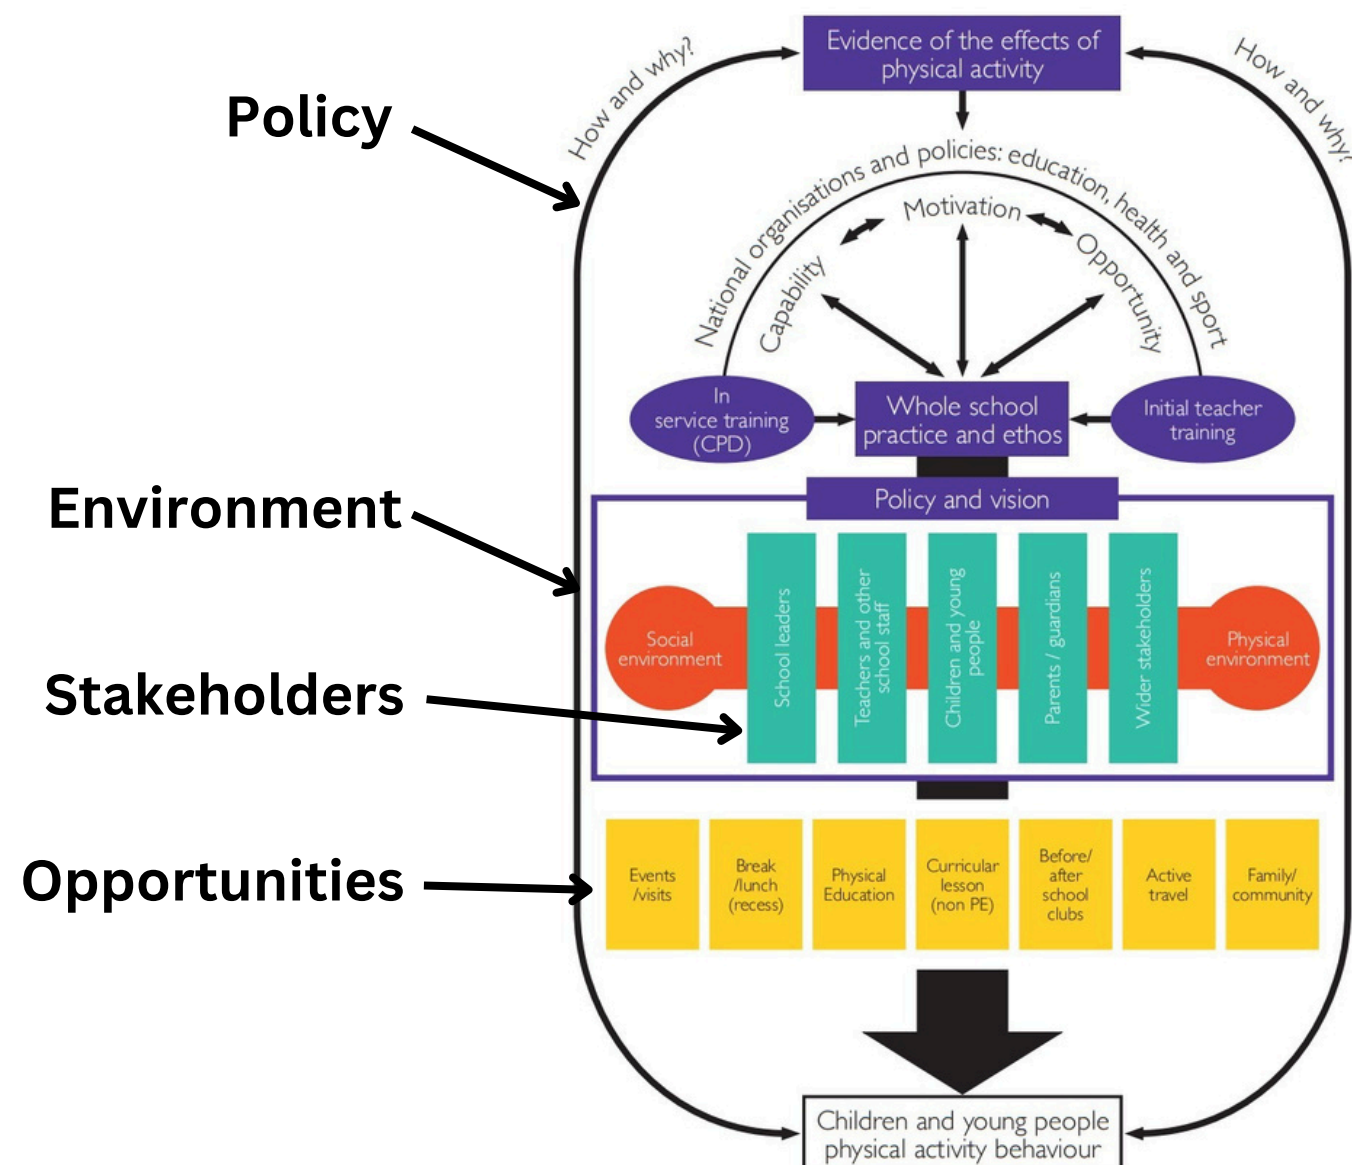 Evidence of the effects of
physical activity
How and why?
How and why?
Policy
National organisations and policies: education, health and sport
Motivation
Capability
Opportunity
In
service training
(CPD)
Whole school
practice and ethos
Initial teacher
training
Policy and vision
Environment
Social
environment
School leaders
Teachers and other
school staff
Children and young
people
Parents / guardians
Wider stakeholders
Physical
environment
Stakeholders
Opportunities
Events
/visits
Break
/lunch
(recess)
Physical
Education
Curricular
lesson
(non PE)
Before/
after
school
clubs
Active
travel
Family/
community
Children and young people
physical activity behaviour